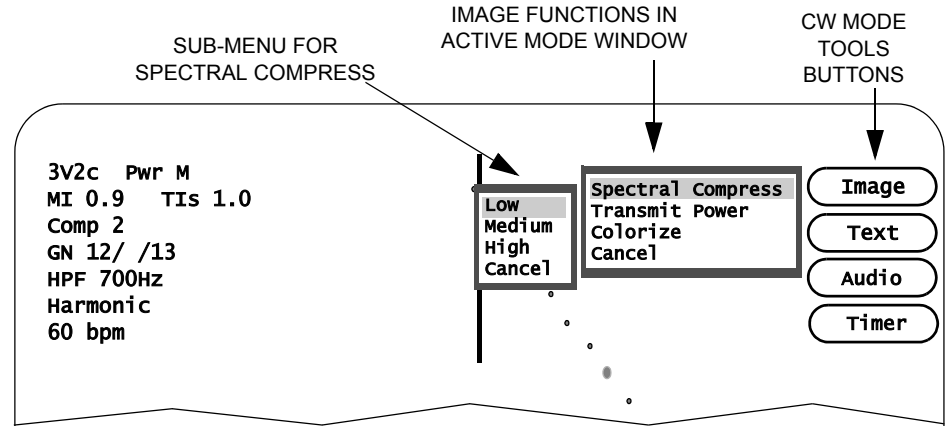 SUB-MENU FOR
SPECTRAL COMPRESS
IMAGE FUNCTIONS IN
ACTIVE MODE WINDOW
CW MODE
TOOLS
BUTTONS
3V2c Pwr M
MI 0.9 TIs 1.0
Comp 2
GN 12/ /13
HPF 700Hz
Harmonic
60 bpm
Low
Medium
High
Cancel
Spectral Compress
Transmit Power
Colorize
Cancel
Image
Text
Audio
Timer